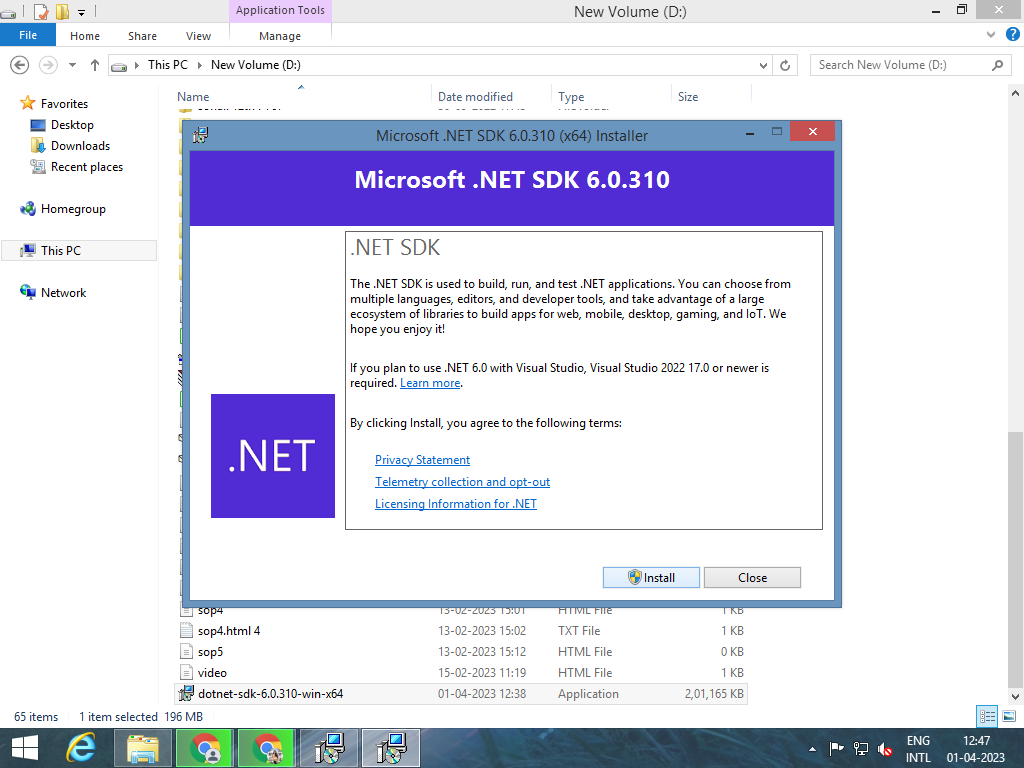 Application Tools
New Volume (D:)
File
Home
Share
View
Manage
This PC
New Volume (D:)
Search New Volume (D:)
Name
Date modified
Type
Size
Favorites
Desktop
Downloads
Recent places
Homegroup
This PC
Network
Microsoft .NET SDK 6.0.310 (x64) Installer
Microsoft .NET SDK 6.0.310
.NET SDK
The .NET SDK is used to build, run, and test .NET applications. You can choose from
multiple languages, editors, and developer tools, and take advantage of a large
ecosystem of libraries to build apps for web, mobile, desktop, gaming, and IoT. We
hope you enjoy it!
If you plan to use .NET 6.0 with Visual Studio, Visual Studio 2022 17.0 or newer is
required. Learn more.
By clicking Install, you agree to the following terms:
Privacy Statement
Telemetry collection and opt-out
Licensing Information for .NET
.NET
Install
Close
sop4 13-02-2023 15:01 HTML File 1 KB
sop4.html 4 13-02-2023 15:02 TXT File 1 KB
sop5 13-02-2023 15:12 HTML File 0 KB
video 15-02-2023 11:19 HTML File 1 KB
dotnet-sdk-6.0.310-win-x64 01-04-2023 12:38 Application 2,01,165 KB
65 items 1 item selected 196 MB
ENG
INTL
12:47
01-04-2023